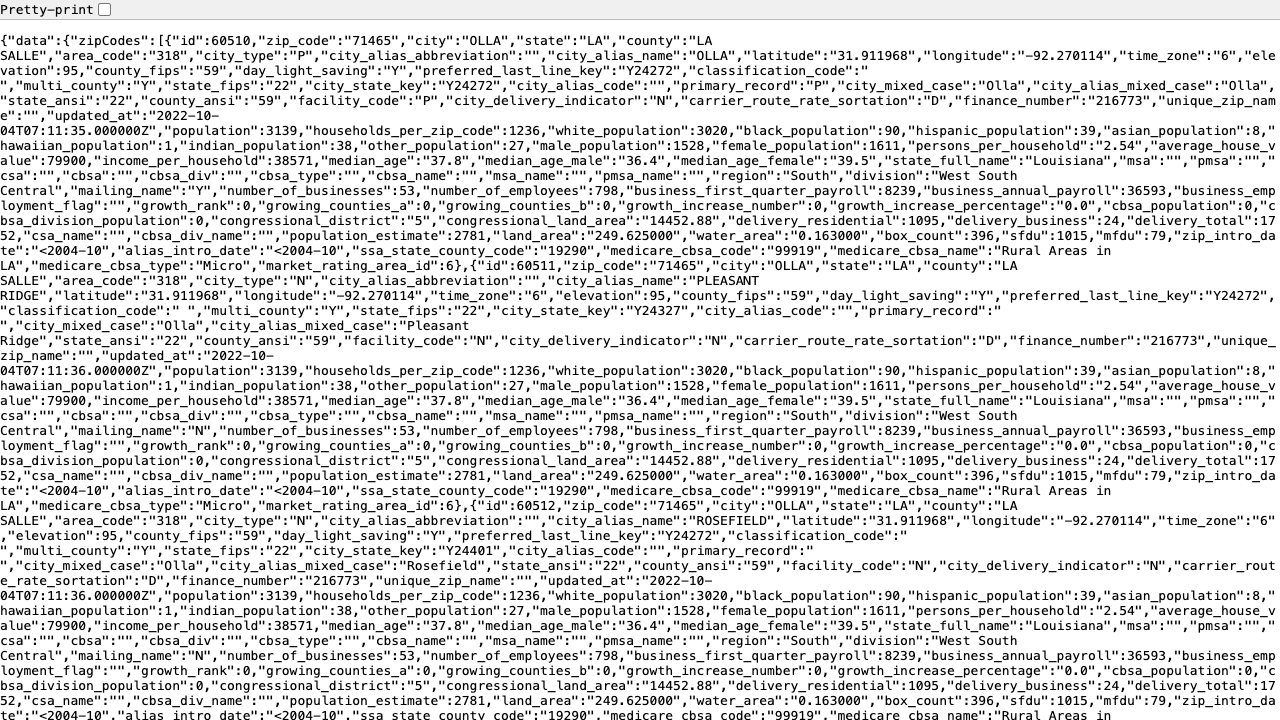 Pretty-print
{"data":{"zipCodes":[{"id":60510,"zip_code":"71465","city":"OLLA","state":"LA","county":"LA
SALLE","area_code":"318","city_type":"P","city_alias_abbreviation":"","city_alias_name":"OLLA","latitude":"31.911968","longitude":"-92.270114","time_zone":"6","ele
vation":95,"county_fips":"59","day_light_saving":"Y","preferred_last_line_key":"Y24272","classification_code":"
","multi_county":"Y","state_fips":"22","city_state_key":"Y24272","city_alias_code":"","primary_record":"P","city_mixed_case":"Olla","city_alias_mixed_case":"Olla",
"state_ansi":"22","county_ansi":"59","facility_code":"P","city_delivery_indicator":"N","carrier_route_rate_sortation":"D","finance_number":"216773","unique_zip_nam
e":"","updated_at":"2022-10-
04T07:11:35.000000Z","population":3139,"households_per_zip_code":1236,"white_population":3020,"black_population":90,"hispanic_population":39,"asian_population":8,"
hawaiian_population":1,"indian_population":38,"other_population":27,"male_population":1528,"female_population":1611,"persons_per_household":"2.54","average_house_v
alue":79900,"income_per_household":38571,"median_age":"37.8","median_age_male":"36.4","median_age_female":"39.5","state_full_name":"Louisiana","msa":"","pmsa":"","
csa":"","cbsa":"","cbsa_div":"","cbsa_type":"","cbsa_name":"","msa_name":"","pmsa_name":"","region":"South","division":"West South
Central","mailing_name":"Y","number_of_businesses":53,"number_of_employees":798,"business_first_quarter_payroll":8239,"business_annual_payroll":36593,"business_emp
loyment_flag":"","growth_rank":0,"growing_counties_a":0,"growing_counties_b":0,"growth_increase_number":0,"growth_increase_percentage":"0.0","cbsa_population":0,"c
bsa_division_population":0,"congressional_district":"5","congressional_land_area":"14452.88","delivery_residential":1095,"delivery_business":24,"delivery_total":17
52,"csa_name":"","cbsa_div_name":"","population_estimate":2781,"land_area":"249.625000","water_area":"0.163000","box_count":396,"sfdu":1015,"mfdu":79,"zip_intro_da
te":"<2004-10","alias_intro_date":"<2004-10","ssa_state_county_code":"19290","medicare_cbsa_code":"99919","medicare_cbsa_name":"Rural Areas in
LA","medicare_cbsa_type":"Micro","market_rating_area_id":6},{"id":60511,"zip_code":"71465","city":"OLLA","state":"LA","county":"LA
SALLE","area_code":"318","city_type":"N","city_alias_abbreviation":"","city_alias_name":"PLEASANT
RIDGE","latitude":"31.911968","longitude":"-92.270114","time_zone":"6","elevation":95,"county_fips":"59","day_light_saving":"Y","preferred_last_line_key":"Y24272",
"classification_code":" ","multi_county":"Y","state_fips":"22","city_state_key":"Y24327","city_alias_code":"","primary_record":"
","city_mixed_case":"Olla","city_alias_mixed_case":"Pleasant
Ridge","state_ansi":"22","county_ansi":"59","facility_code":"N","city_delivery_indicator":"N","carrier_route_rate_sortation":"D","finance_number":"216773","unique_
zip_name":"","updated_at":"2022-10-
04T07:11:36.000000Z","population":3139,"households_per_zip_code":1236,"white_population":3020,"black_population":90,"hispanic_population":39,"asian_population":8,"
hawaiian_population":1,"indian_population":38,"other_population":27,"male_population":1528,"female_population":1611,"persons_per_household":"2.54","average_house_v
alue":79900,"income_per_household":38571,"median_age":"37.8","median_age_male":"36.4","median_age_female":"39.5","state_full_name":"Louisiana","msa":"","pmsa":"","
csa":"","cbsa":"","cbsa_div":"","cbsa_type":"","cbsa_name":"","msa_name":"","pmsa_name":"","region":"South","division":"West South
Central","mailing_name":"N","number_of_businesses":53,"number_of_employees":798,"business_first_quarter_payroll":8239,"business_annual_payroll":36593,"business_emp
loyment_flag":"","growth_rank":0,"growing_counties_a":0,"growing_counties_b":0,"growth_increase_number":0,"growth_increase_percentage":"0.0","cbsa_population":0,"c
bsa_division_population":0,"congressional_district":"5","congressional_land_area":"14452.88","delivery_residential":1095,"delivery_business":24,"delivery_total":17
52,"csa_name":"","cbsa_div_name":"","population_estimate":2781,"land_area":"249.625000","water_area":"0.163000","box_count":396,"sfdu":1015,"mfdu":79,"zip_intro_da
te":"<2004-10","alias_intro_date":"<2004-10","ssa_state_county_code":"19290","medicare_cbsa_code":"99919","medicare_cbsa_name":"Rural Areas in
LA","medicare_cbsa_type":"Micro","market_rating_area_id":6},{"id":60512,"zip_code":"71465","city":"OLLA","state":"LA","county":"LA
SALLE","area_code":"318","city_type":"N","city_alias_abbreviation":"","city_alias_name":"ROSEFIELD","latitude":"31.911968","longitude":"-92.270114","time_zone":"6"
,"elevation":95,"county_fips":"59","day_light_saving":"Y","preferred_last_line_key":"Y24272","classification_code":"
","multi_county":"Y","state_fips":"22","city_state_key":"Y24401","city_alias_code":"","primary_record":"
","city_mixed_case":"Olla","city_alias_mixed_case":"Rosefield","state_ansi":"22","county_ansi":"59","facility_code":"N","city_delivery_indicator":"N","carrier_rout
e_rate_sortation":"D","finance_number":"216773","unique_zip_name":"","updated_at":"2022-10-
04T07:11:36.000000Z","population":3139,"households_per_zip_code":1236,"white_population":3020,"black_population":90,"hispanic_population":39,"asian_population":8,"
hawaiian_population":1,"indian_population":38,"other_population":27,"male_population":1528,"female_population":1611,"persons_per_household":"2.54","average_house_v
alue":79900,"income_per_household":38571,"median_age":"37.8","median_age_male":"36.4","median_age_female":"39.5","state_full_name":"Louisiana","msa":"","pmsa":"","
csa":"","cbsa":"","cbsa_div":"","cbsa_type":"","cbsa_name":"","msa_name":"","pmsa_name":"","region":"South","division":"West South
Central","mailing_name":"N","number_of_businesses":53,"number_of_employees":798,"business_first_quarter_payroll":8239,"business_annual_payroll":36593,"business_emp
loyment_flag":"","growth_rank":0,"growing_counties_a":0,"growing_counties_b":0,"growth_increase_number":0,"growth_increase_percentage":"0.0","cbsa_population":0,"c
bsa_division_population":0,"congressional_district":"5","congressional_land_area":"14452.88","delivery_residential":1095,"delivery_business":24,"delivery_total":17
52,"csa_name":"","cbsa_div_name":"","population_estimate":2781,"land_area":"249.625000","water_area":"0.163000","box_count":396,"sfdu":1015,"mfdu":79,"zip_intro_da
te":"<2004-10","alias_intro_date":"<2004-10","ssa_state_county_code":"19290","medicare_cbsa_code":"99919","medicare_cbsa_name":"Rural Areas in